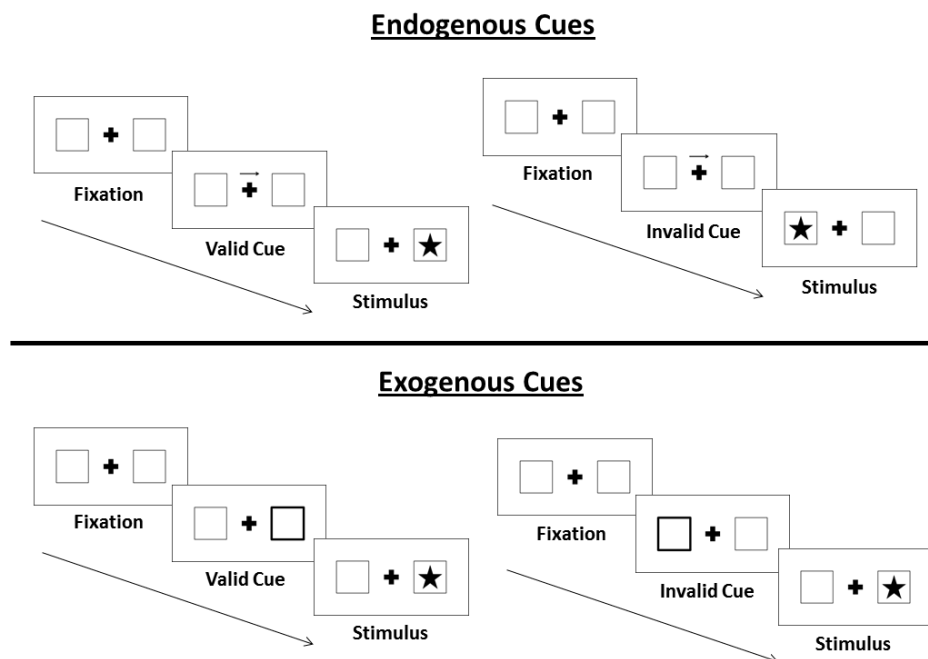 Endogenous Cues
Fixation
Valid Cue
Stimulus
Fixation
Invalid Cue
Stimulus
Exogenous Cues
Fixation
Valid Cue
Stimulus
Fixation
Invalid Cue
Stimulus